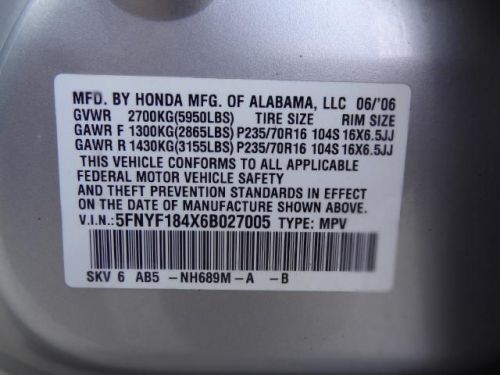 MFD. BY HONDA MFG. OF ALABAMA, LLC 06/'06
GVWR 2700KG(5950LBS) TIRE SIZE RIM SIZE
GAWR F 1300KG(2865LBS) P235/70R16 104S 16X6.5JJ
GAWR R 1430KG(3155LBS) P235/70R16 104S 16X6.5JJ
THIS VEHICLE CONFORMS TO ALL APPLICABLE
FEDERAL MOTOR VEHICLE SAFETY
AND THEFT PREVENTION STANDARDS IN EFFECT
ON THE DATE OF MANUFACTURE SHOWN ABOVE.
V.I.N.: 5FNYF184X6B027005 TYPE: MPV
SKV 6 AB5 -NH689M-A -B